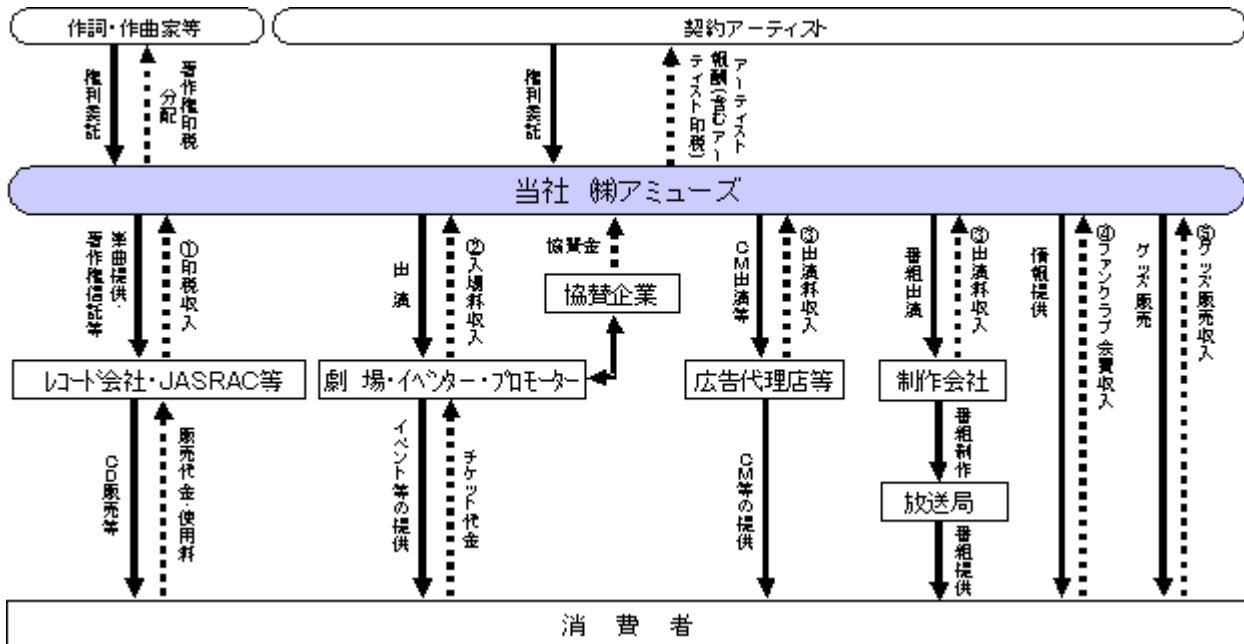 作詞・作曲家等
契約アーティスト
権利委託
著作権印税
分配
権利委託
アーティスト
報酬(含むアー
ティスト印税)
当社 ㈱アミューズ
楽曲提供・
著作権信託等
①印税収入
出演
②入場料収入
協賛金
協賛企業
CM出演等
③出演料収入
番組出演
③出演料収入
情報提供
④ファンクラブ会費収入
グッズ販売
⑤グッズ販売収入
レコード会社・JASRAC等
劇 場・イベンター・プロモーター
広告代理店等
制作会社
CD販売等
販売代金・使用料
イベント等の提供
チケット代金
CM等の提供
番組制作
放送局
番組提供
消 費 者